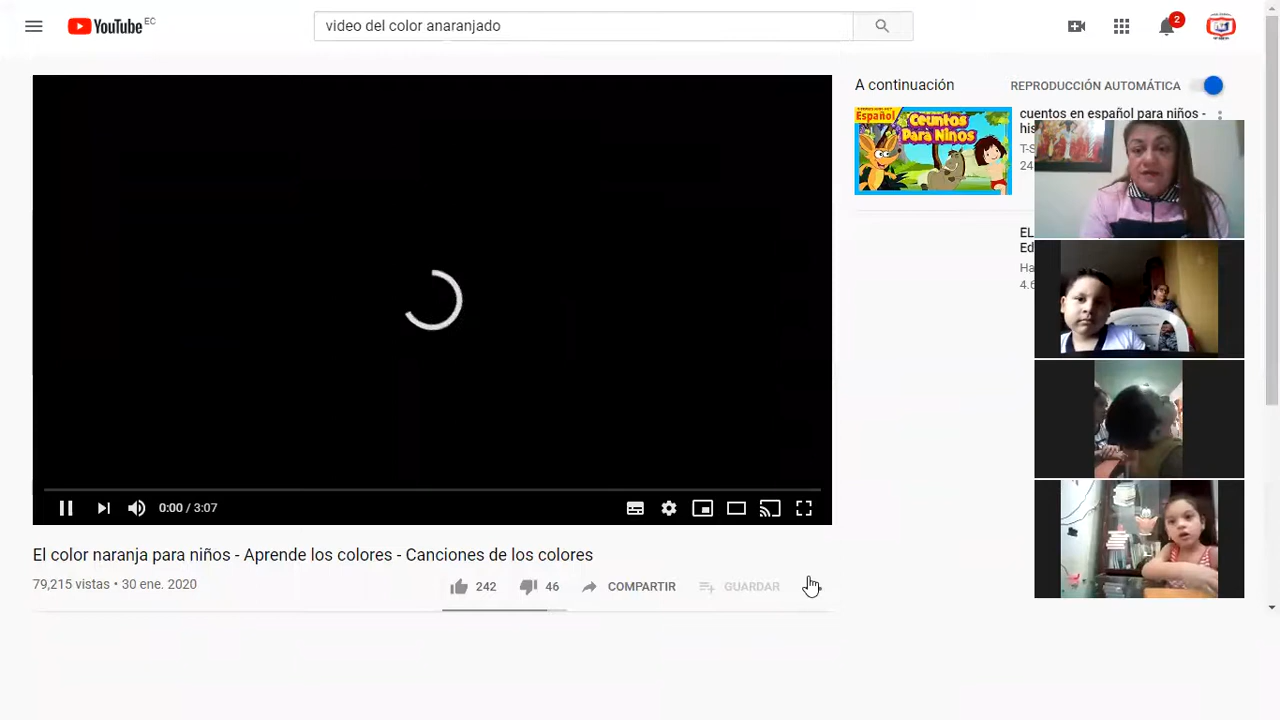 YouTube EC
video del color anaranjado
2
A continuación
REPRODUCCIÓN AUTOMÁTICA
Español
Cuentos
Para Niños
cuentos en español para niños -
his
T-S
24
EL
Ed
Ha
4.6
0:00 / 3:07
El color naranja para niños - Aprende los colores - Canciones de los colores
79,215 vistas • 30 ene. 2020
242
46
COMPARTIR
GUARDAR